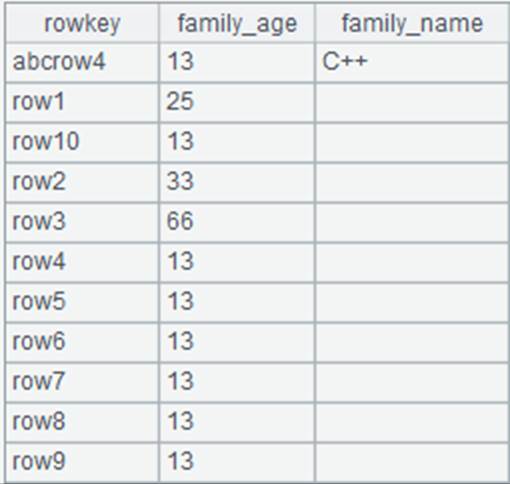 rowkey family_age family_name
abcrow4 13 C++
row1 25
row10 13
row2 33
row3 66
row4 13
row5 13
row6 13
row7 13
row8 13
row9 13